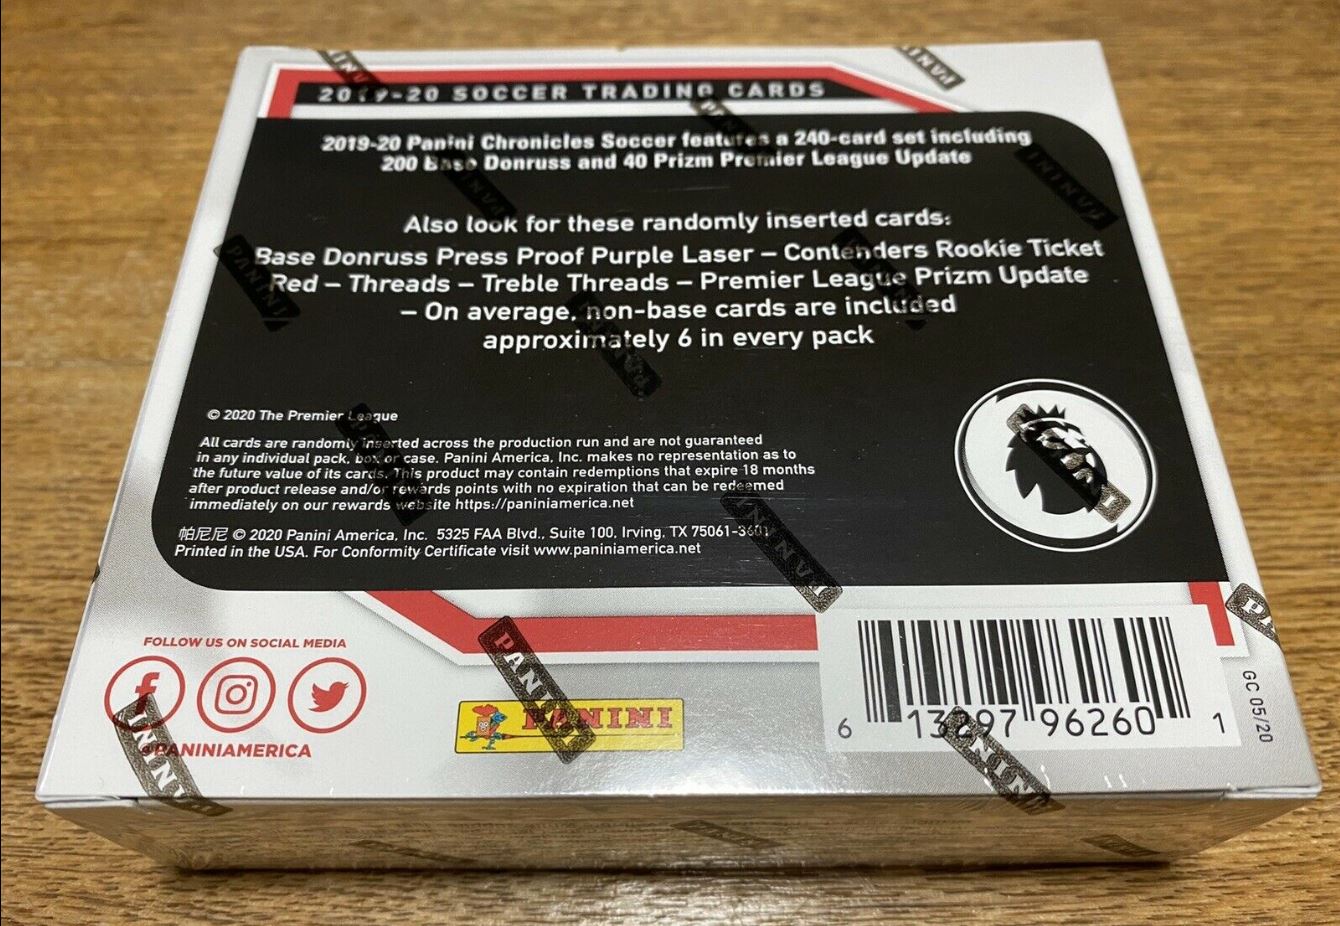 2019-20 SOCCER TRADING CARDS
2019-20 Panini Chronicles Soccer features a 240-card set including
200 Base Donruss and 40 Prizm Premier League Update
Also look for these randomly inserted cards:
Base Donruss Press Proof Purple Laser – Contenders Rookie Ticket
Red – Threads – Treble Threads – Premier League Prizm Update
– On average, non-base cards are included
approximately 6 in every pack
© 2020 The Premier League
All cards are randomly inserted across the production run and are not guaranteed
in any individual pack, box or case. Panini America, Inc. makes no representation as to
the future value of its cards. This product may contain redemptions that expire 18 months
after product release and/or rewards points with no expiration that can be redeemed
immediately on our rewards website https://paniniamerica.net
帕尼尼 © 2020 Panini America, Inc. 5325 FAA Blvd., Suite 100, Irving, TX 75061-3601
Printed in the USA. For Conformity Certificate visit www.paniniamerica.net
FOLLOW US ON SOCIAL MEDIA
@PANINIAMERICA
PANINI
6 13297 96260 1
GC 05/20
PANINI
PANINI
PANINI
PANINI
PANINI
PANINI